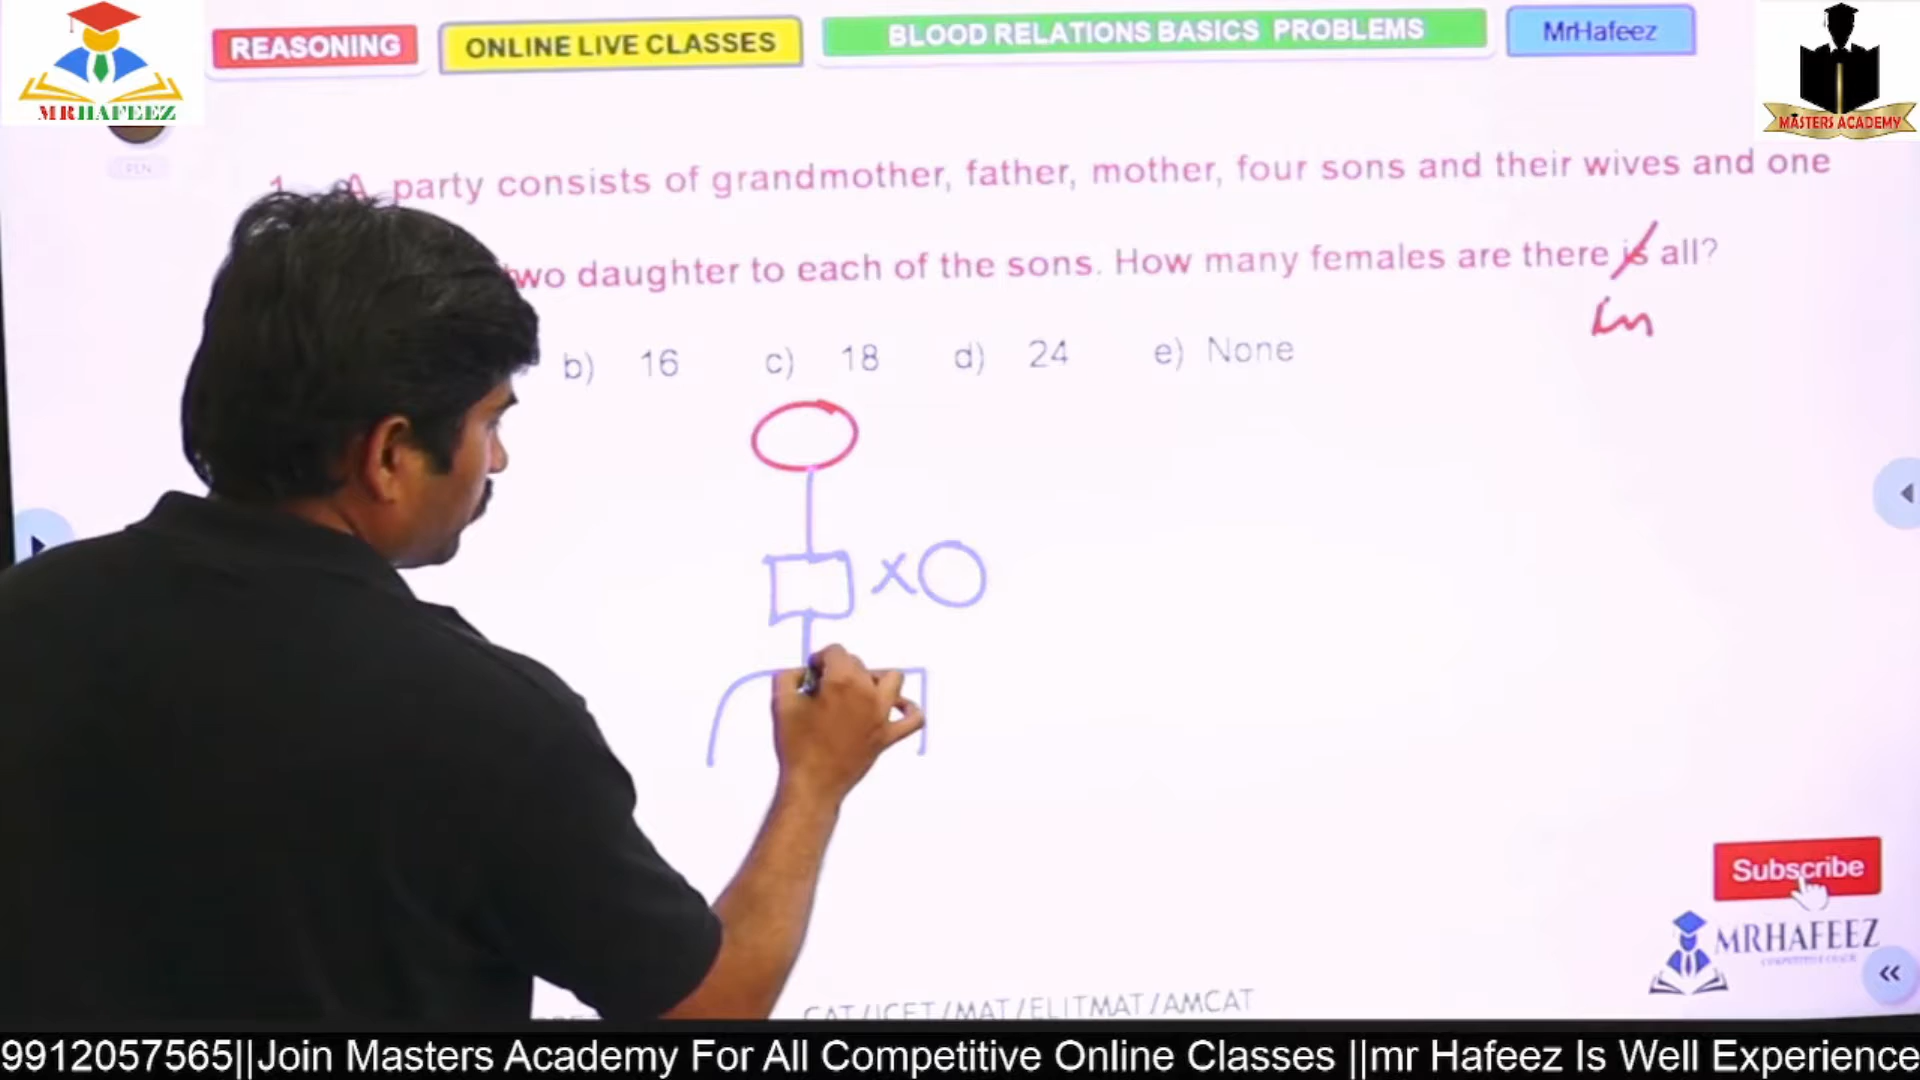 REASONING
ONLINE LIVE CLASSES
BLOOD RELATIONS BASICS PROBLEMS
MrHafeez
MRHAFEEZ
MASTERS ACADEMY
PEN
A party consists of grandmother, father, mother, four sons and their wives and one
two daughter to each of the sons. How many females are there is all?
in
b) 16 c) 18 d) 24 e) None
x
Subscribe
MRHAFEEZ
CAT/ICET/MAT/ELITMAT/AMCAT
9912057565||Join Masters Academy For All Competitive Online Classes ||mr Hafeez Is Well Experience